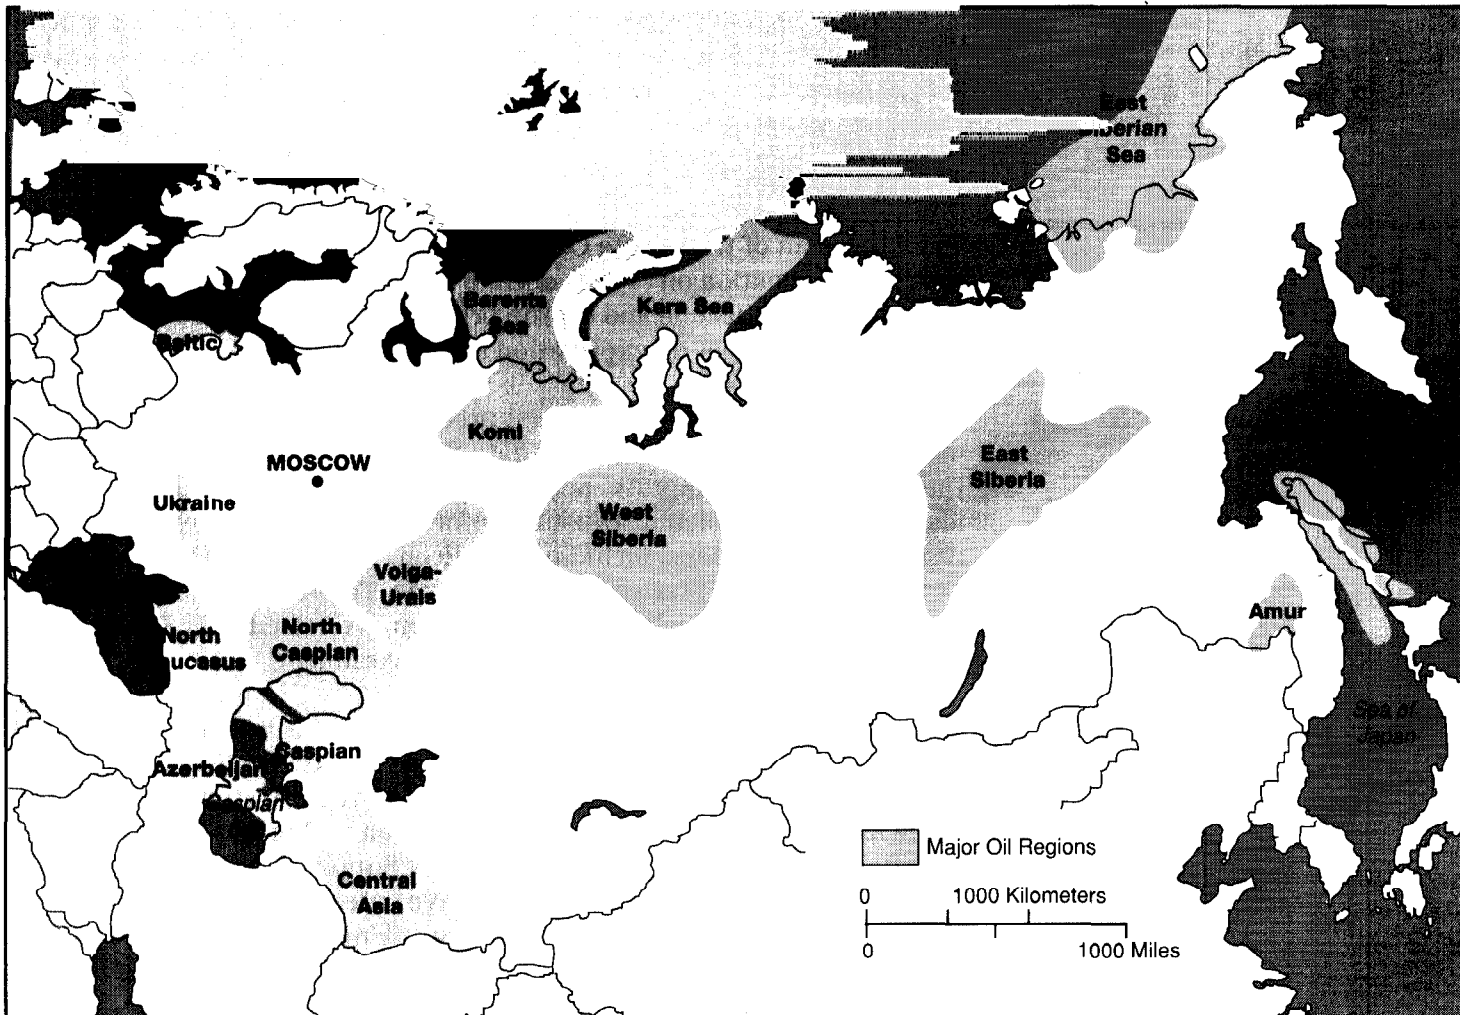 East
Siberian
Sea
Barents
Sea
Kara Sea
Baltic
Komi
MOSCOW
Ukraine
East
Siberia
West
Siberia
Volga-
Urals
North
Caucasus
North
Caspian
Amur
Sea of
Japan
Caspian
Azerbeijan
Caspian
Central
Asia
Major Oil Regions
0 1000 Kilometers
0 1000 Miles